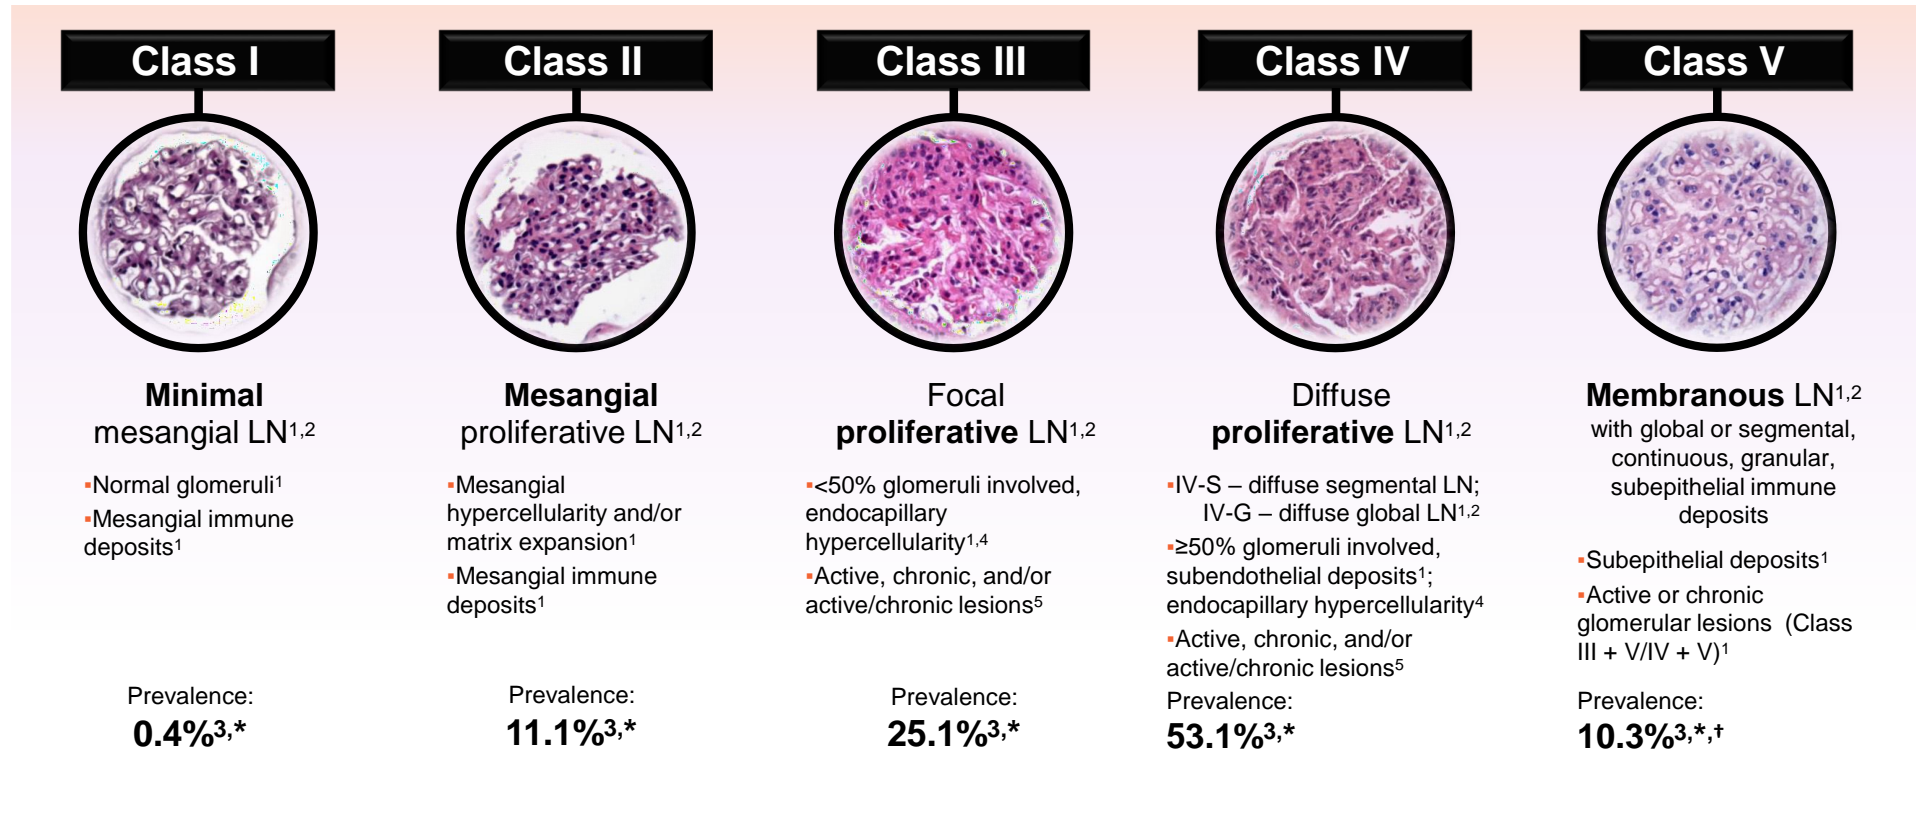 Class I
Minimal
mesangial LN1,2
▪Normal glomeruli1
▪Mesangial immune
deposits1
Prevalence:
0.4%3,*
Class II
Mesangial
proliferative LN1,2
▪Mesangial
hypercellularity and/or
matrix expansion1
▪Mesangial immune
deposits1
Prevalence:
11.1%3,*
Class III
Focal
proliferative LN1,2
▪<50% glomeruli involved,
endocapillary
hypercellularity1,4
▪Active, chronic, and/or
active/chronic lesions5
Prevalence:
25.1%3,*
Class IV
Diffuse
proliferative LN1,2
▪IV-S – diffuse segmental LN;
IV-G – diffuse global LN1,2
▪≥50% glomeruli involved,
subendothelial deposits1;
endocapillary hypercellularity4
▪Active, chronic, and/or
active/chronic lesions5
Prevalence:
53.1%3,*
Class V
Membranous LN1,2
with global or segmental,
continuous, granular,
subepithelial immune
deposits
▪Subepithelial deposits1
▪Active or chronic
glomerular lesions (Class
III + V/IV + V)1
Prevalence:
10.3%3,*,†